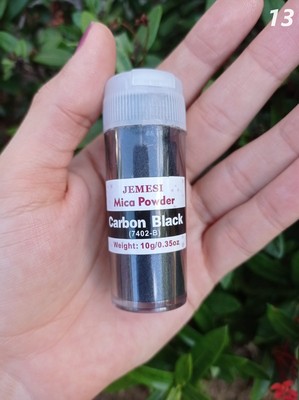 13
JEMESI
Mica Powder
Carbon Black
(7402-B)
Weight: 10g/0.35oz